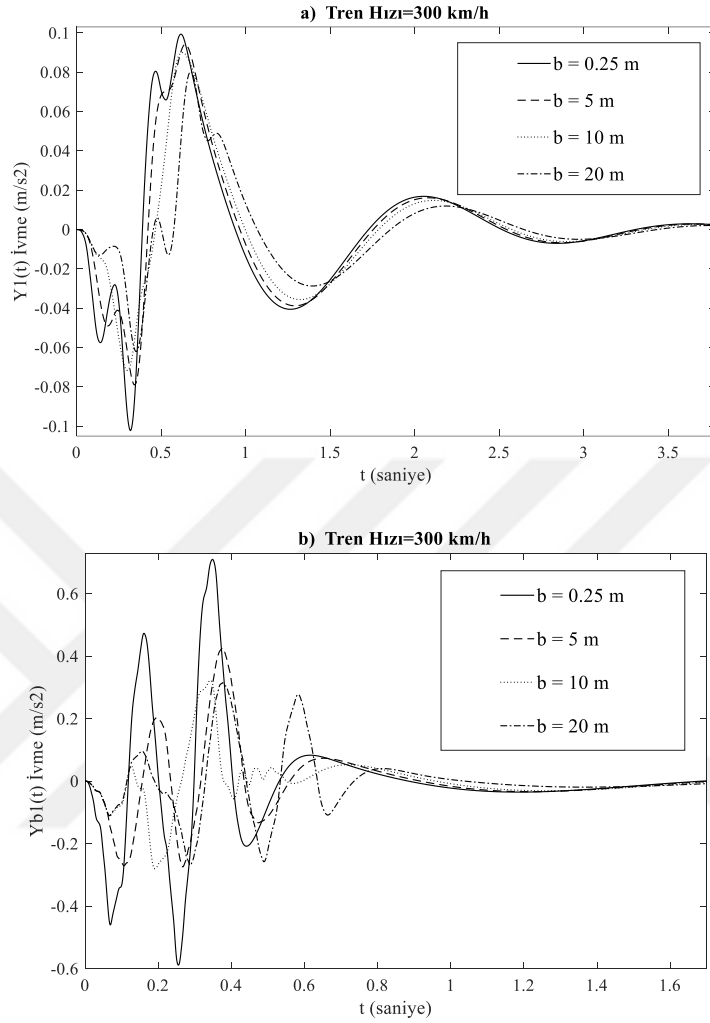 a) Tren Hızı=300 km/h
b = 0.25 m
b = 5 m
b = 10 m
b = 20 m
0.1
0.08
0.06
0.04
0.02
0
-0.02
-0.04
-0.06
-0.08
-0.1
Y1(t) İvme (m/s2)
0 0.5 1 1.5 2 2.5 3 3.5
t (saniye)
b) Tren Hızı=300 km/h
b = 0.25 m
b = 5 m
b = 10 m
b = 20 m
0.6
0.4
0.2
0
-0.2
-0.4
-0.6
Yb1(t) İvme (m/s2)
0 0.2 0.4 0.6 0.8 1 1.2 1.4 1.6
t (saniye)